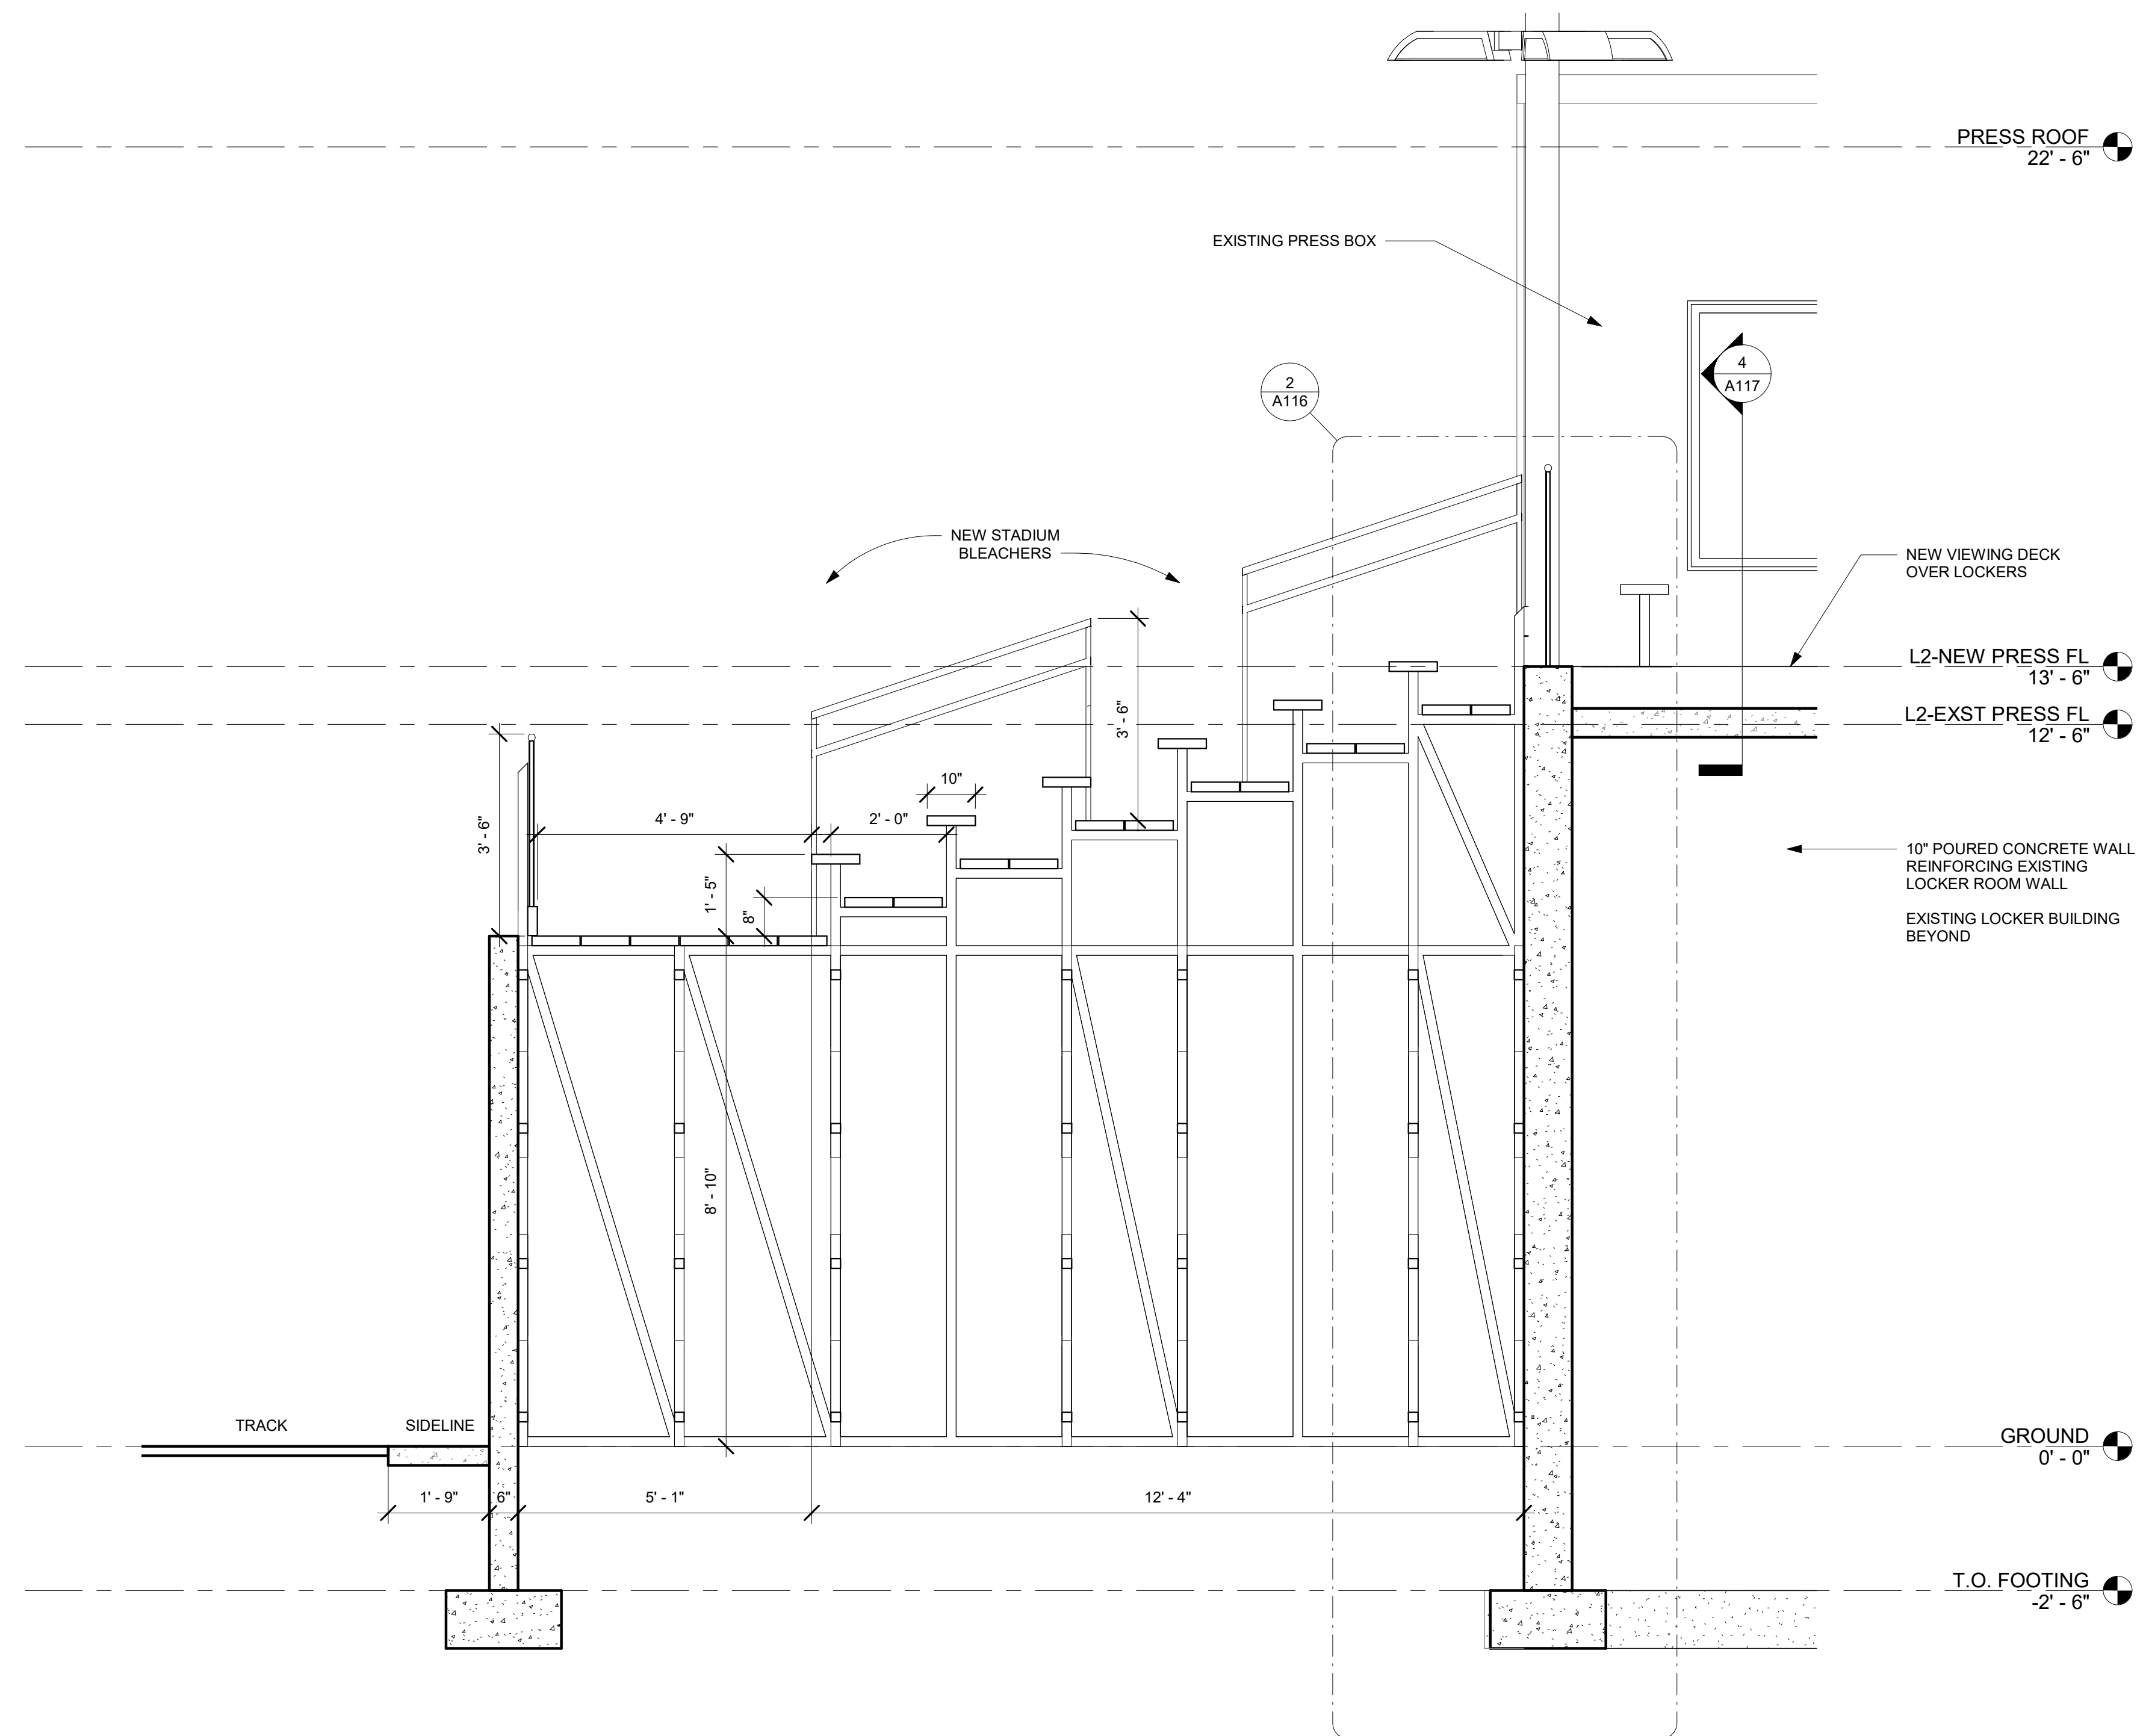 PRESS ROOF
22' - 6"
EXISTING PRESS BOX
4
A117
2
A116
NEW STADIUM
BLEACHERS
NEW VIEWING DECK
OVER LOCKERS
L2-NEW PRESS FL
13' - 6"
L2-EXST PRESS FL
12' - 6"
3' - 6"
10"
3' - 6"
4' - 9"
2' - 0"
1' - 5"
8"
10" POURED CONCRETE WALL
REINFORCING EXISTING
LOCKER ROOM WALL
EXISTING LOCKER BUILDING
BEYOND
8' - 10"
TRACK
SIDELINE
GROUND
0' - 0"
1' - 9"
6"
5' - 1"
12' - 4"
T.O. FOOTING
-2' - 6"